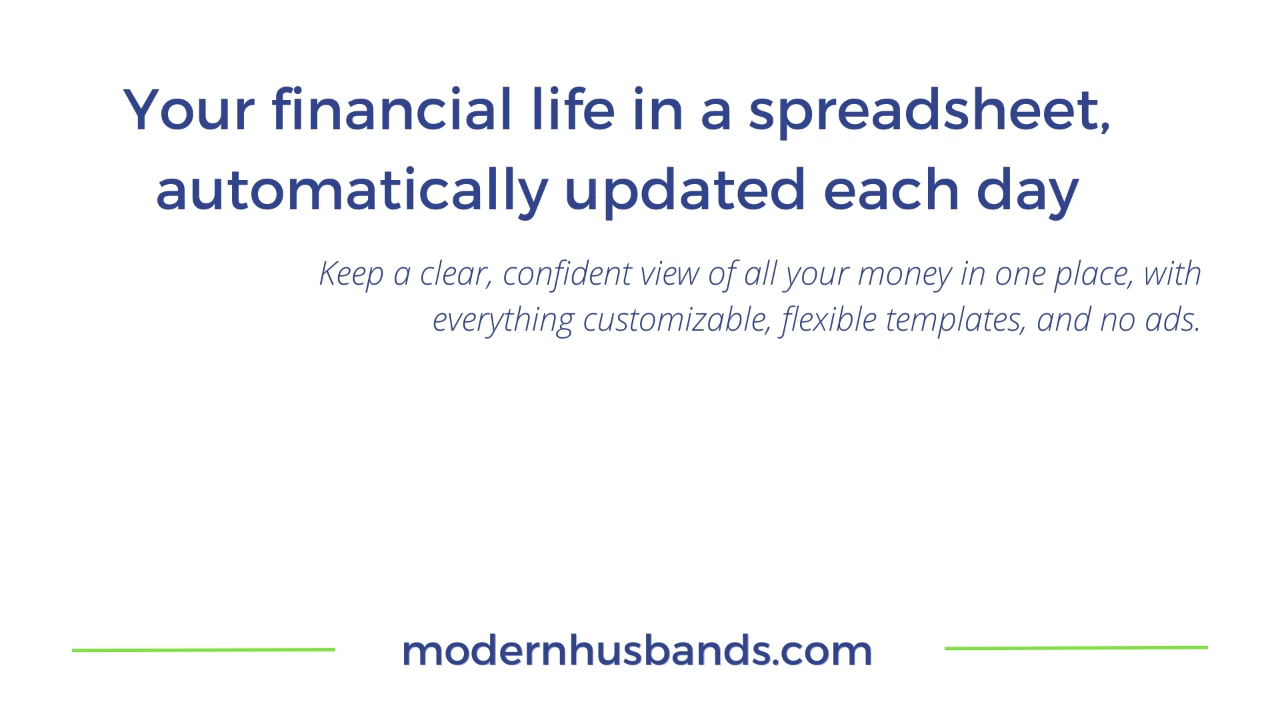 Your financial life in a spreadsheet,
automatically updated each day
Keep a clear, confident view of all your money in one place, with
everything customizable, flexible templates, and no ads.
modernhusbands.com